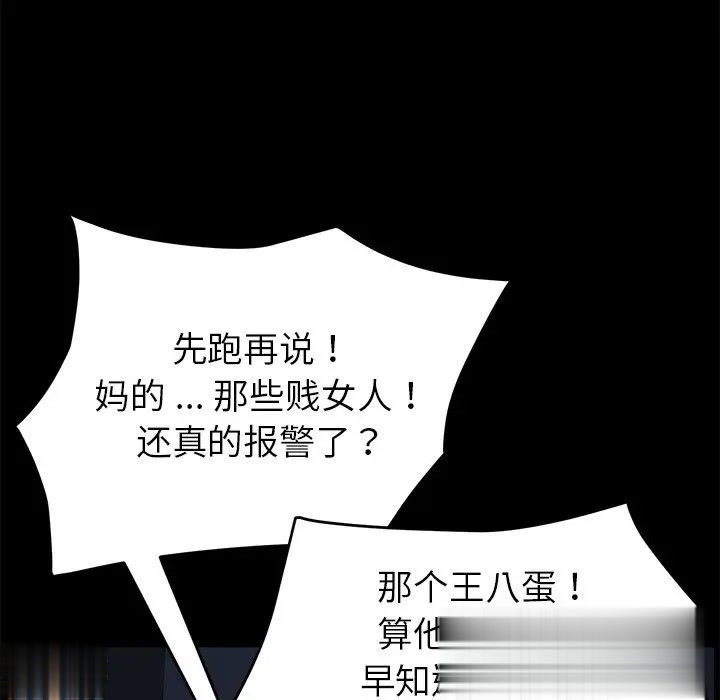 先跑再说！
妈的...那些贱女人！
还真的报警了？
那个王八蛋！
算他
早知